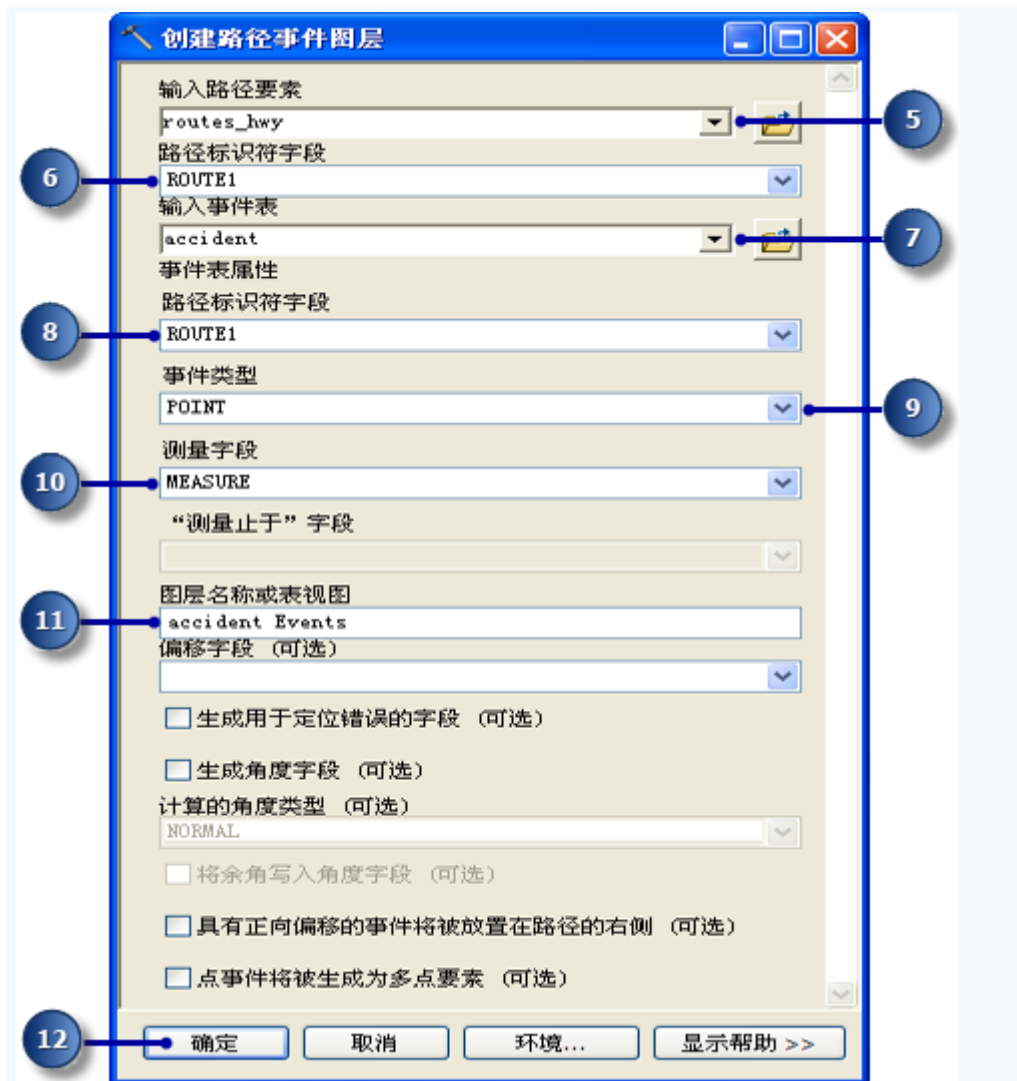 创建路径事件图层
输入路径要素
routes_hwy
5
路径标识符字段
6
ROUTE1
输入事件表
accident
7
事件表属性
路径标识符字段
8
ROUTE1
事件类型
POINT
9
测量字段
10
MEASURE
“测量止于”字段
图层名称或表视图
11
accident Events
偏移字段 (可选)
生成用于定位错误的字段 (可选)
生成角度字段 (可选)
计算的角度类型 (可选)
NORMAL
将余角写入角度字段 (可选)
具有正向偏移的事件将被放置在路径的右侧 (可选)
点事件将被生成为多点要素 (可选)
12
确定 取消 环境... 显示帮助 >>